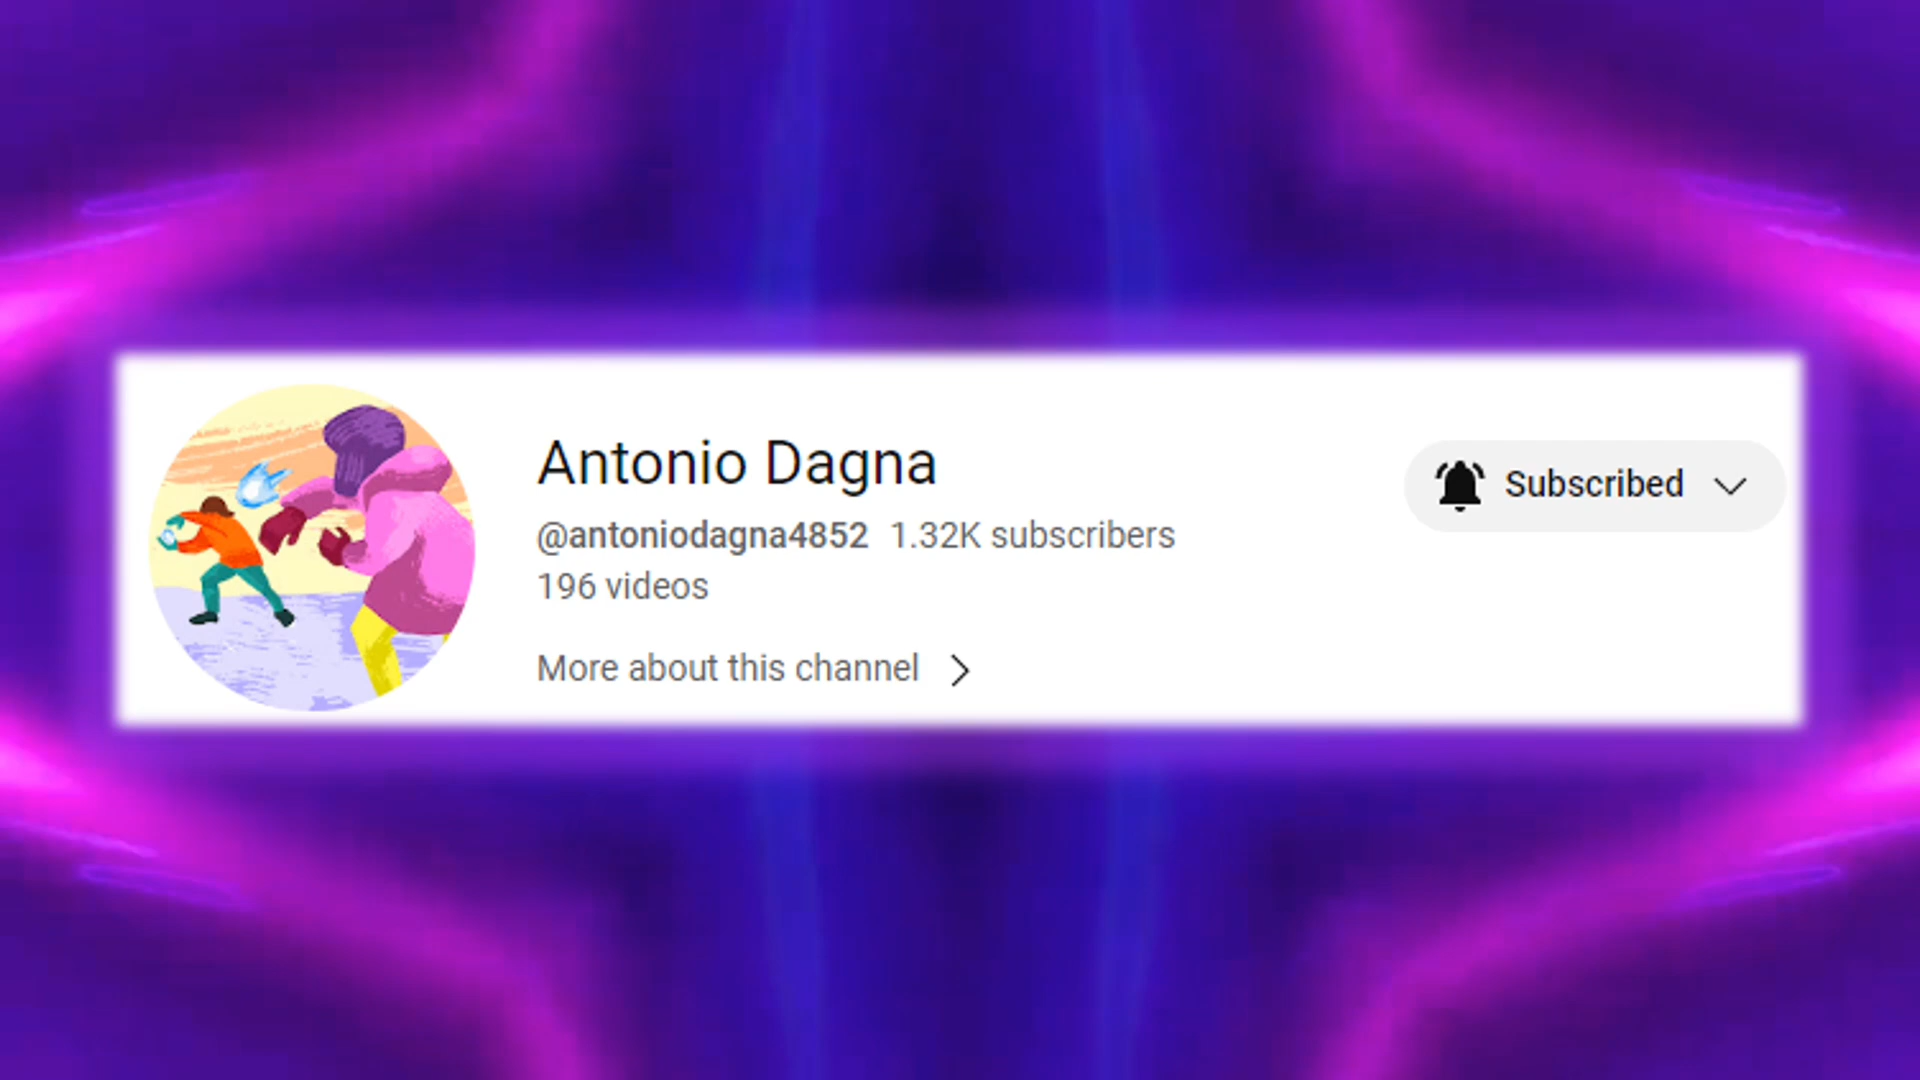 Antonio Dagna
@antoniodagna4852 1.32K subscribers
196 videos
More about this channel
Subscribed